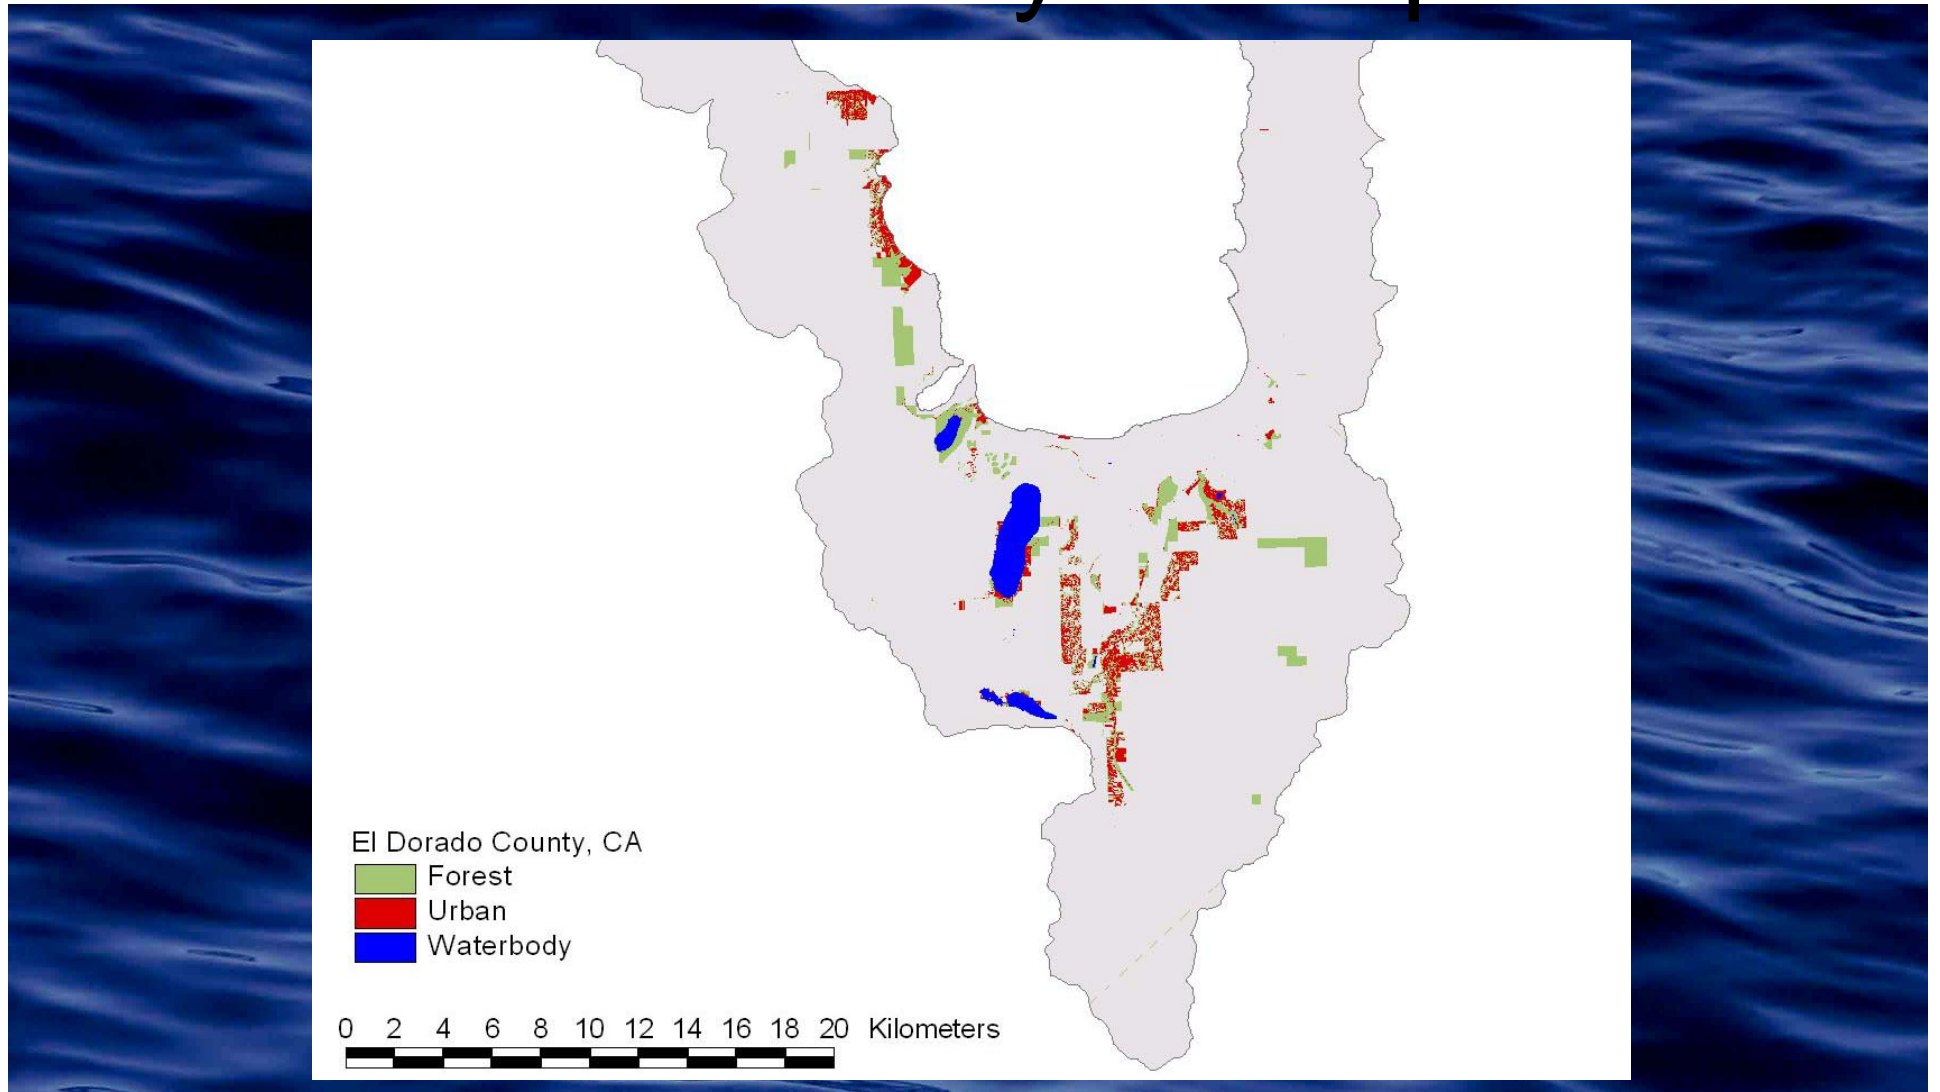 El Dorado County, CA
Forest
Urban
Waterbody
0 2 4 6 8 10 12 14 16 18 20 Kilometers